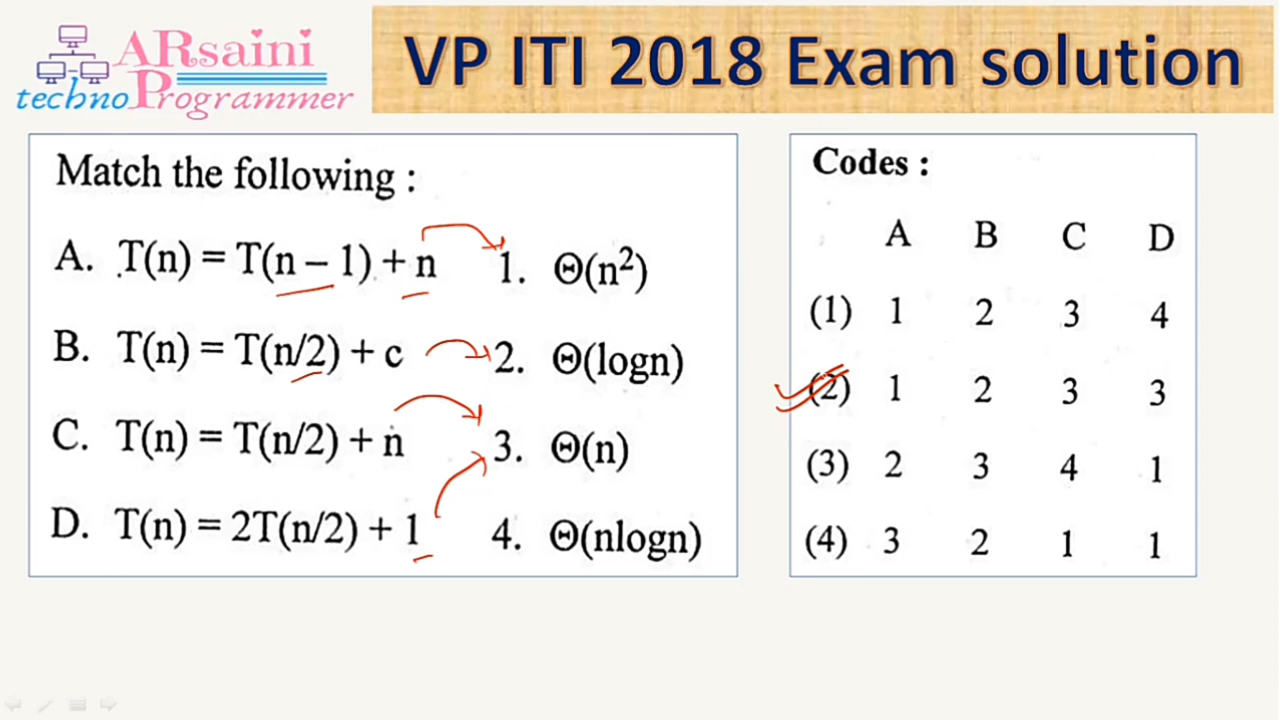 ARsaini
techno Programmer
VP ITI 2018 Exam solution
Match the following :
A. T(n) = T(n – 1) + n 1. Θ(n²)
B. T(n) = T(n/2) + c 2. Θ(logn)
C. T(n) = T(n/2) + n 3. Θ(n)
D. T(n) = 2T(n/2) + 1 4. Θ(nlogn)
Codes :
A B C D
(1) 1 2 3 4
(2) 1 2 3 3
(3) 2 3 4 1
(4) 3 2 1 1